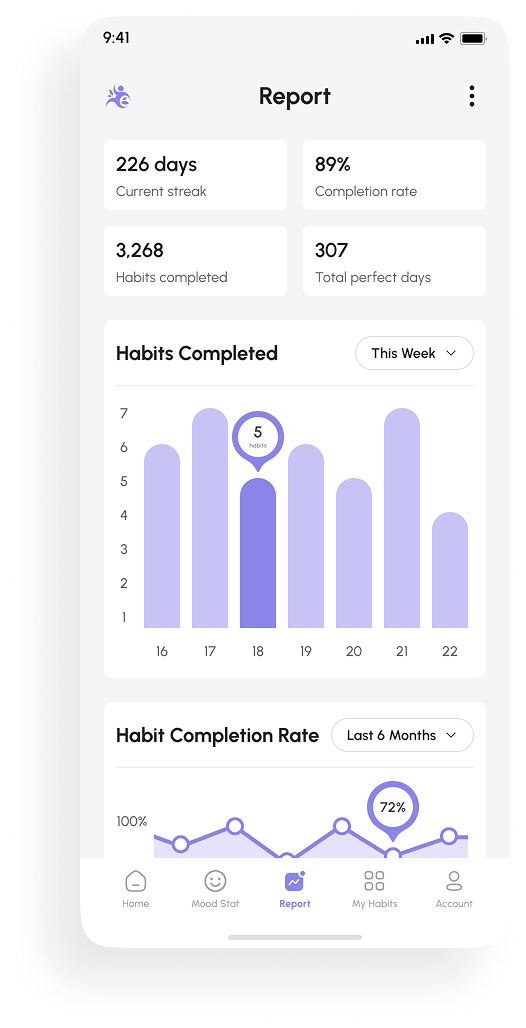 9:41
Report
226 days
Current streak
89%
Completion rate
3,268
Habits completed
307
Total perfect days
Habits Completed
This Week
7
6
5
4
3
2
1
5
habits
16 17 18 19 20 21 22
Habit Completion Rate
Last 6 Months
100%
72%
Home
Mood Stat
Report
My Habits
Account